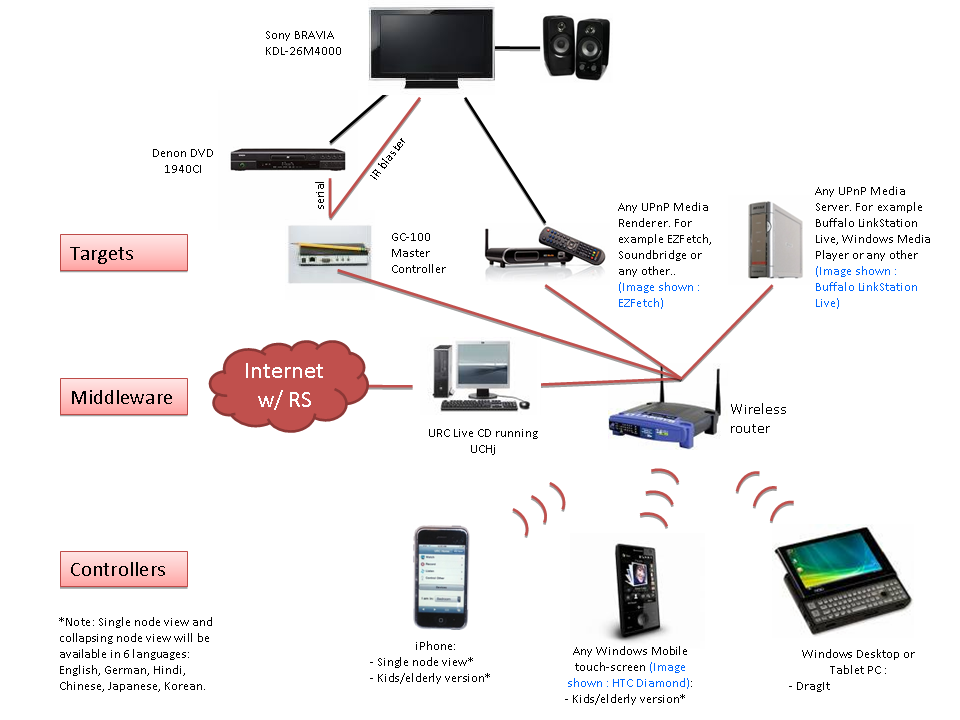 Sony BRAVIA
KDL-26M4000
Denon DVD
1940CI
serial
IR blaster
Targets
GC-100
Master
Controller
Any UPnP Media
Renderer. For
example EZFetch,
Soundbridge or
any other..
(Image shown :
EZFetch)
Any UPnP Media
Server. For example
Buffalo LinkStation
Live, Windows Media
Player or any other
(Image shown :
Buffalo LinkStation
Live)
Middleware
Internet
w/ RS
URC Live CD running
UCHj
Wireless
router
Controllers
*Note: Single node view and
collapsing node view will be
available in 6 languages:
English, German, Hindi,
Chinese, Japanese, Korean.
iPhone:
- Single node view*
- Kids/elderly version*
Any Windows Mobile
touch-screen (Image
shown : HTC Diamond):
- Kids/elderly version*
Windows Desktop or
Tablet PC :
- DragIt